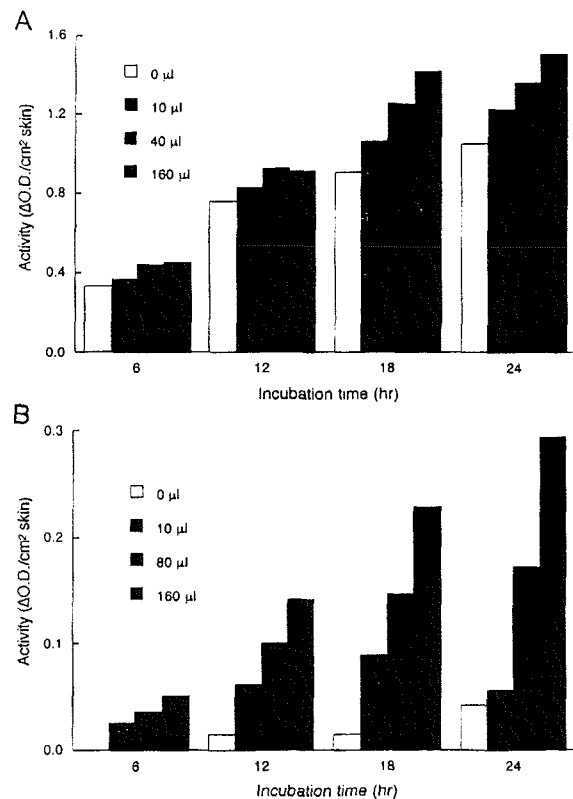 A
1.6
1.2
0.8
0.4
0.0
Activity (ΔO.D./cm² skin)
0 µl
10 µl
40 µl
160 µl
6 12 18 24
Incubation time (hr)
B
0.3
0.2
0.1
0.0
Activity (ΔO.D./cm² skin)
0 µl
10 µl
80 µl
160 µl
6 12 18 24
Incubation time (hr)